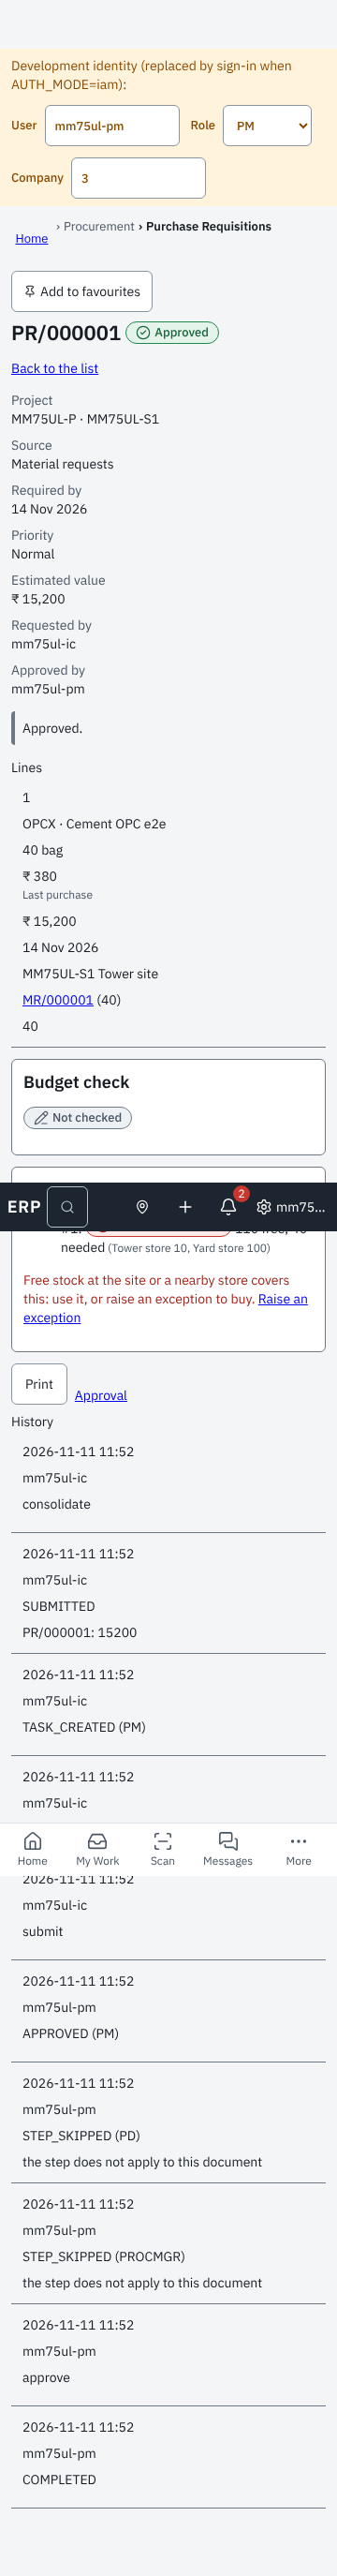 Development identity (replaced by sign-in when
AUTH_MODE=iam):
User mm75ul-pm Role PM
Company 3
Home › Procurement › Purchase Requisitions
Add to favourites
PR/000001 Approved
Back to the list
Project
MM75UL-P · MM75UL-S1
Source
Material requests
Required by
14 Nov 2026
Priority
Normal
Estimated value
₹ 15,200
Requested by
mm75ul-ic
Approved by
mm75ul-pm
Approved.
Lines
1
OPCX · Cement OPC e2e
40 bag
₹ 380
Last purchase
₹ 15,200
14 Nov 2026
MM75UL-S1 Tower site
MR/000001 (40)
40
Budget check
Not checked
ERP 2 mm75...
needed (Tower store 10, Yard store 100)
Free stock at the site or a nearby store covers
this: use it, or raise an exception to buy. Raise an
exception
Print Approval
History
2026-11-11 11:52
mm75ul-ic
consolidate
2026-11-11 11:52
mm75ul-ic
SUBMITTED
PR/000001: 15200
2026-11-11 11:52
mm75ul-ic
TASK_CREATED (PM)
2026-11-11 11:52
mm75ul-ic
Home My Work Scan Messages More
2026-11-11 11:52
mm75ul-ic
submit
2026-11-11 11:52
mm75ul-pm
APPROVED (PM)
2026-11-11 11:52
mm75ul-pm
STEP_SKIPPED (PD)
the step does not apply to this document
2026-11-11 11:52
mm75ul-pm
STEP_SKIPPED (PROCMGR)
the step does not apply to this document
2026-11-11 11:52
mm75ul-pm
approve
2026-11-11 11:52
mm75ul-pm
COMPLETED